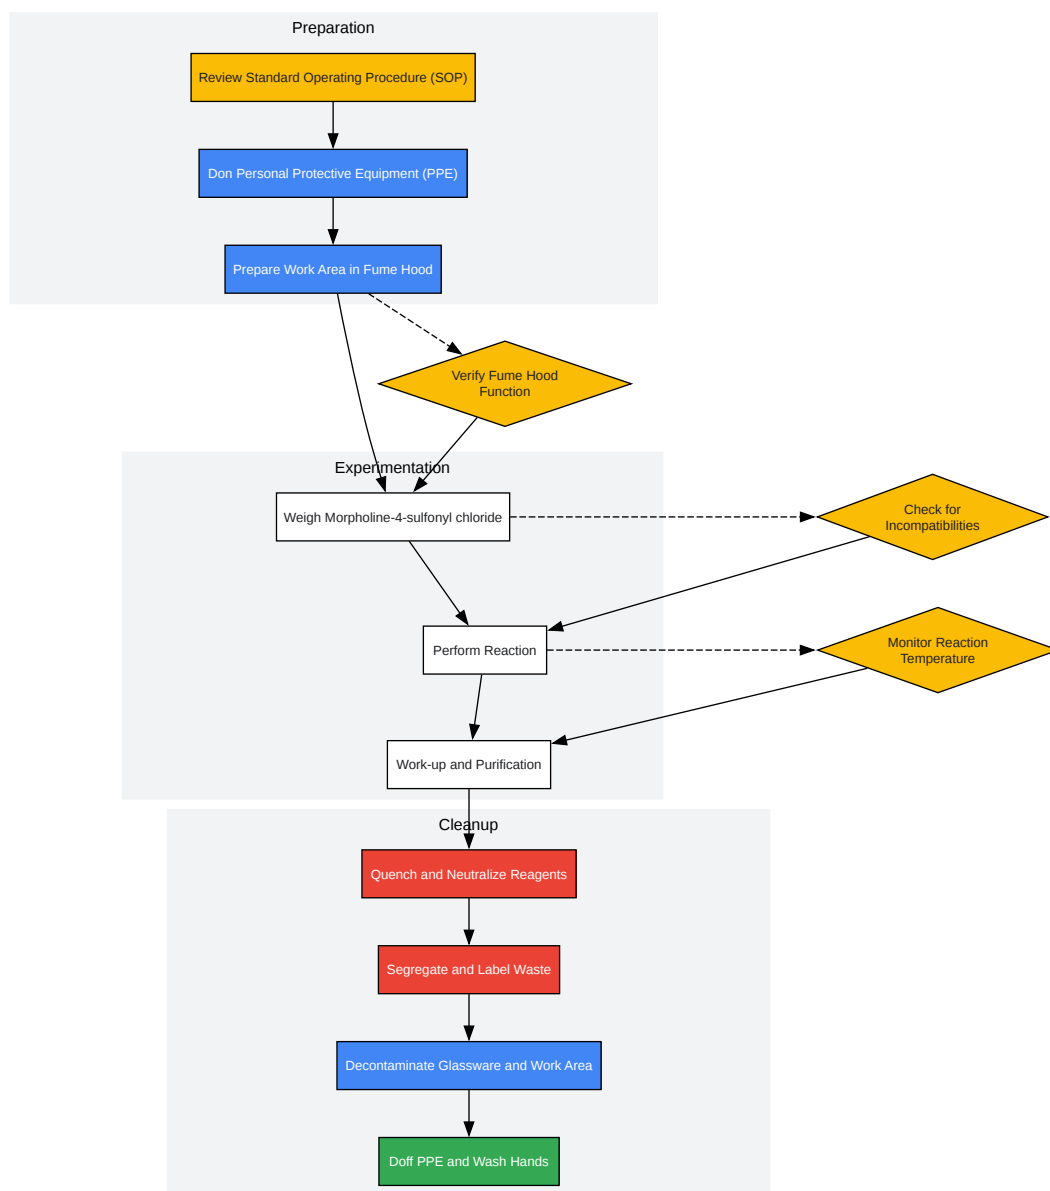 Preparation
Review Standard Operating Procedure (SOP)
Don Personal Protective Equipment (PPE)
Prepare Work Area in Fume Hood
Verify Fume Hood
Function
Experimentation
Weigh Morpholine-4-sulfonyl chloride
Check for
Incompatibilities
Perform Reaction
Monitor Reaction
Temperature
Work-up and Purification
Cleanup
Quench and Neutralize Reagents
Segregate and Label Waste
Decontaminate Glassware and Work Area
Doff PPE and Wash Hands